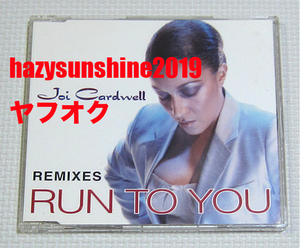 hazysunshine2019
ヤフオク
Joi Cardwell
REMIXES
RUN TO YOU